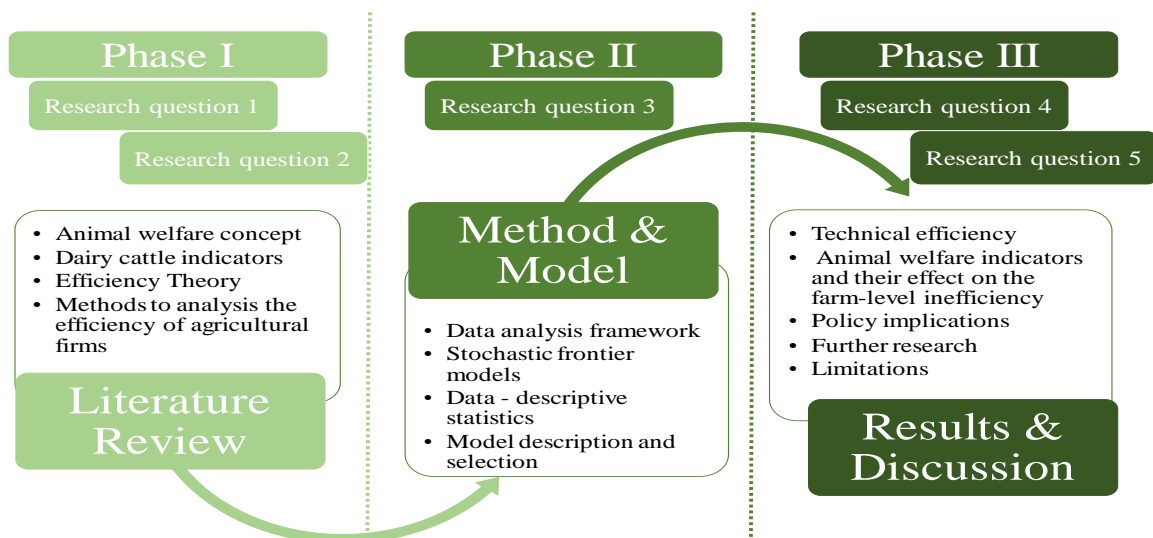 Phase I
Research question 1
Research question 2
• Animal welfare concept
• Dairy cattle indicators
• Efficiency Theory
• Methods to analysis the
efficiency of agricultural
firms
Literature
Review
Phase II
Research question 3
Method &
Model
• Data analysis framework
• Stochastic frontier
models
• Data - descriptive
statistics
• Model description and
selection
Phase III
Research question 4
Research question 5
• Technical efficiency
• Animal welfare indicators
and their effect on the
farm-level inefficiency
• Policy implications
• Further research
• Limitations
Results &
Discussion